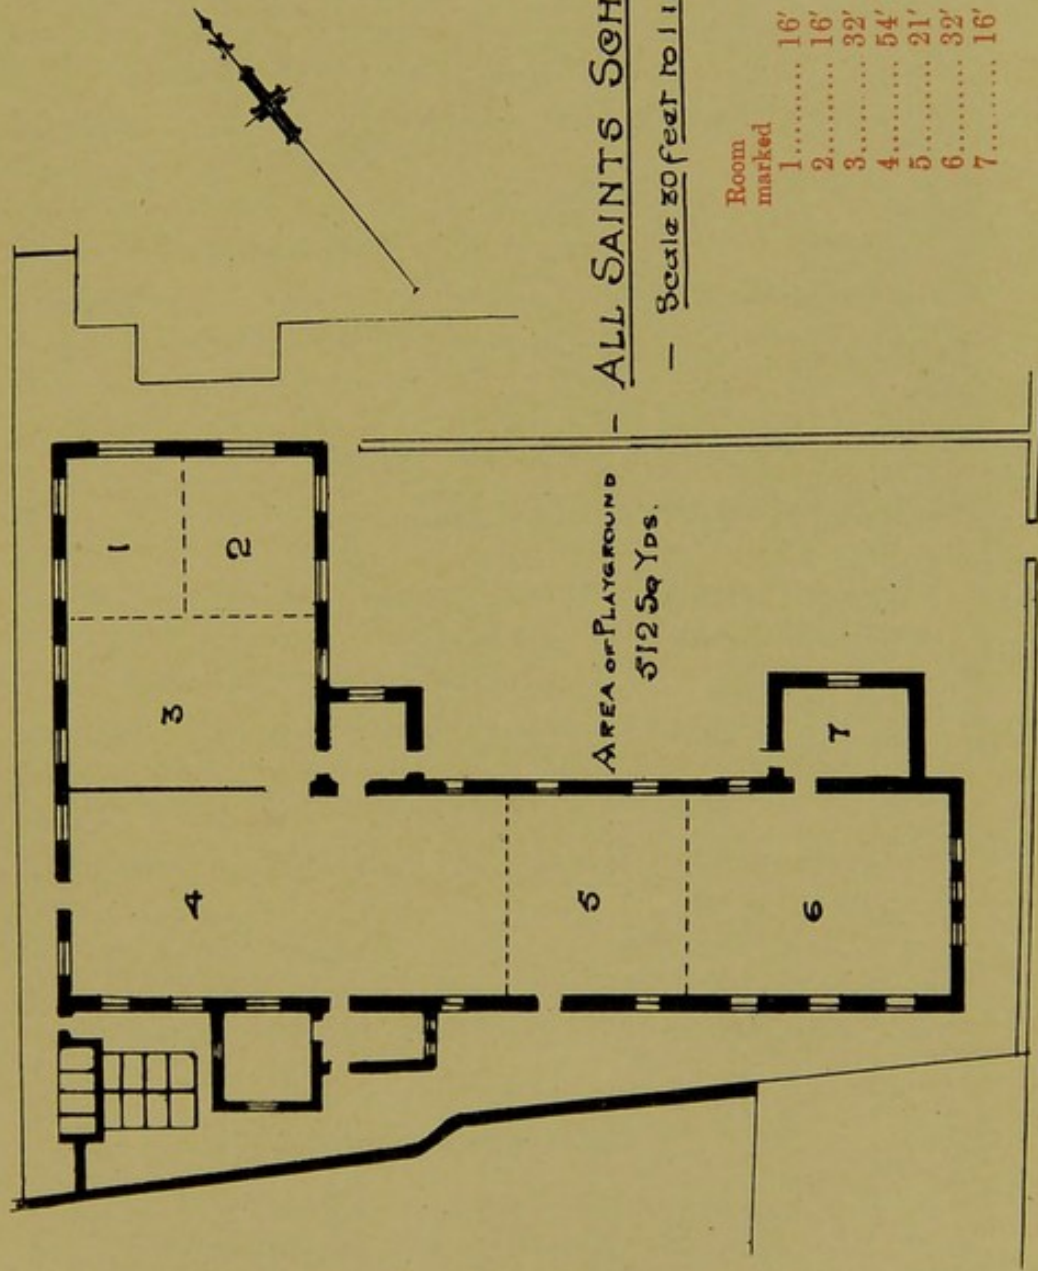 1
2
3
4
5
6
7
AREA OF PLAYGROUND
512 Sq YDS.
— ALL SAINTS SCH
— Scale 30 feet to 1 i
Room
marked
1.......... 16'
2.......... 16'
3.......... 32'
4.......... 54'
5.......... 21'
6.......... 32'
7.......... 16'